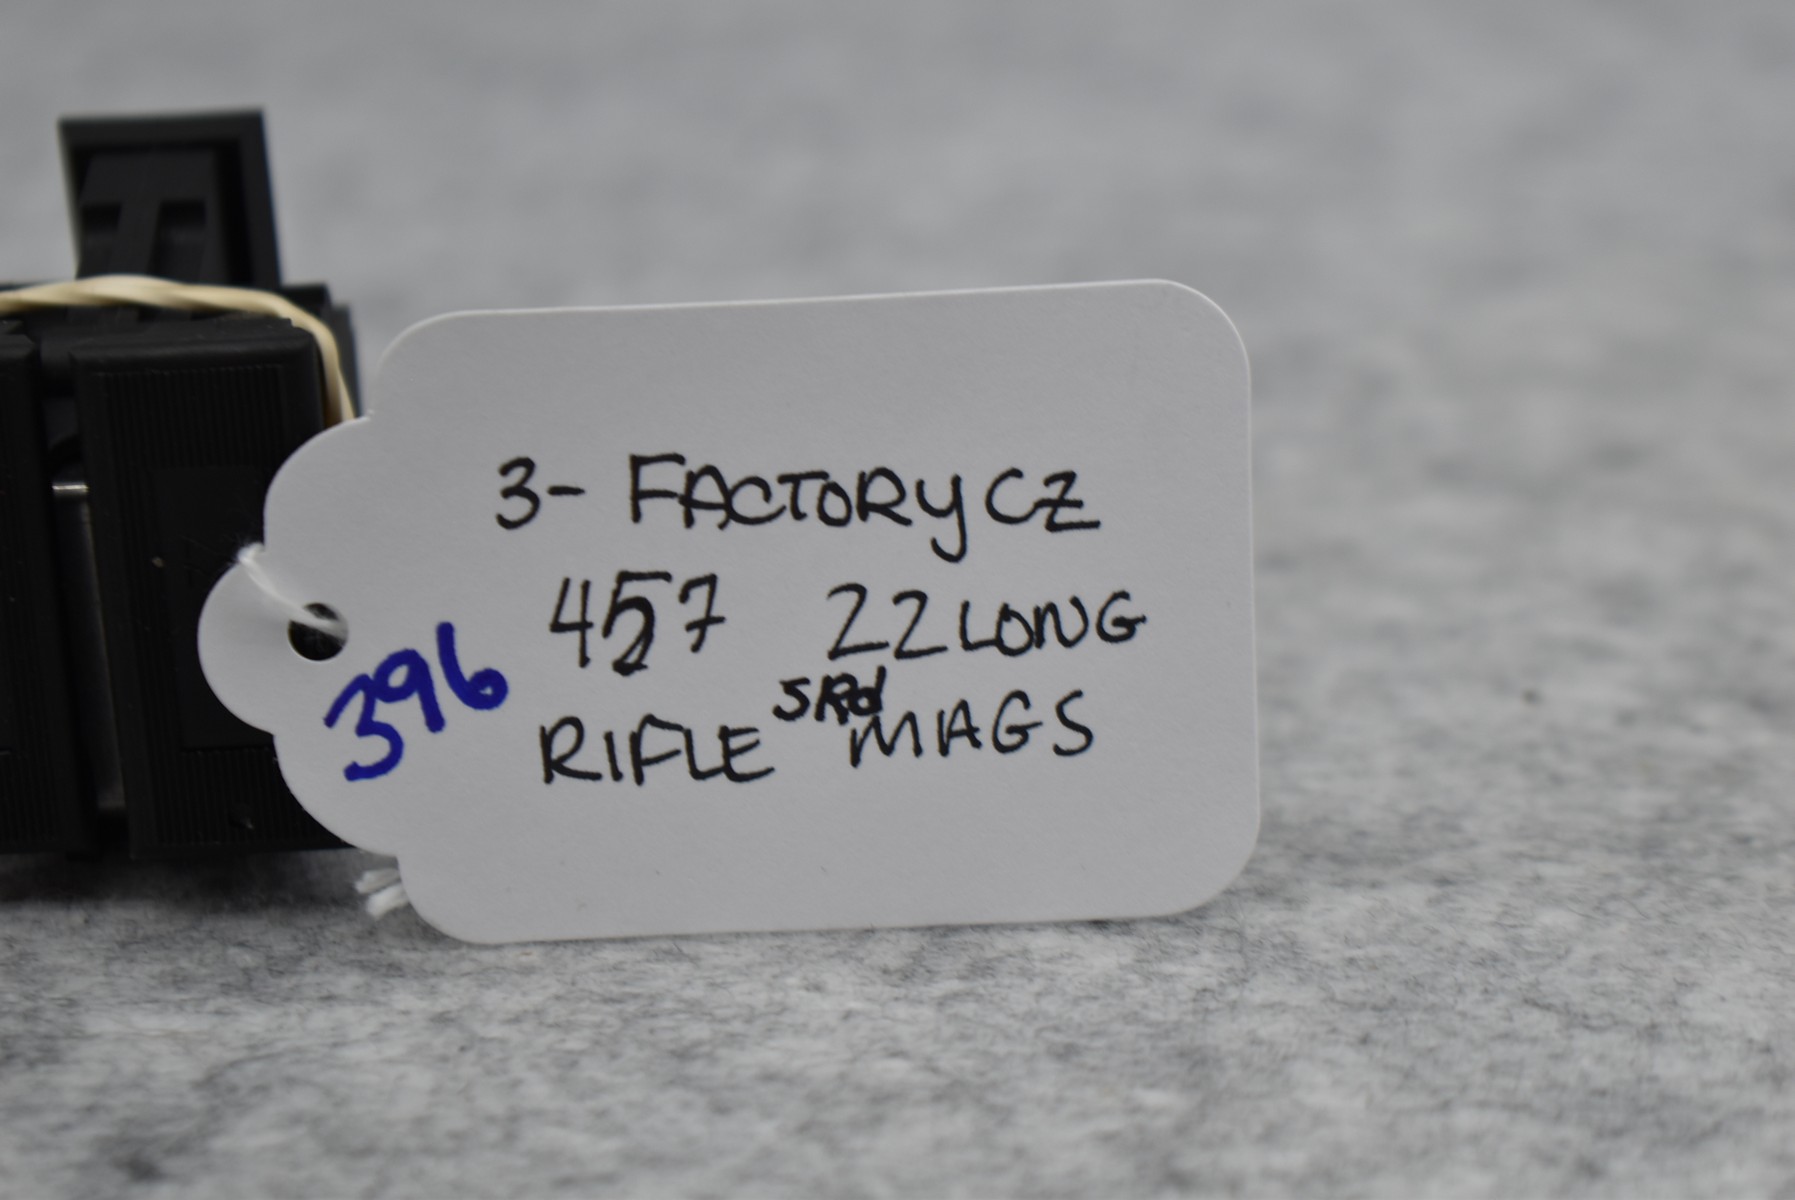 3- FACTORY CZ
457 22 LONG
5Rd
RIFLE MAGS
396